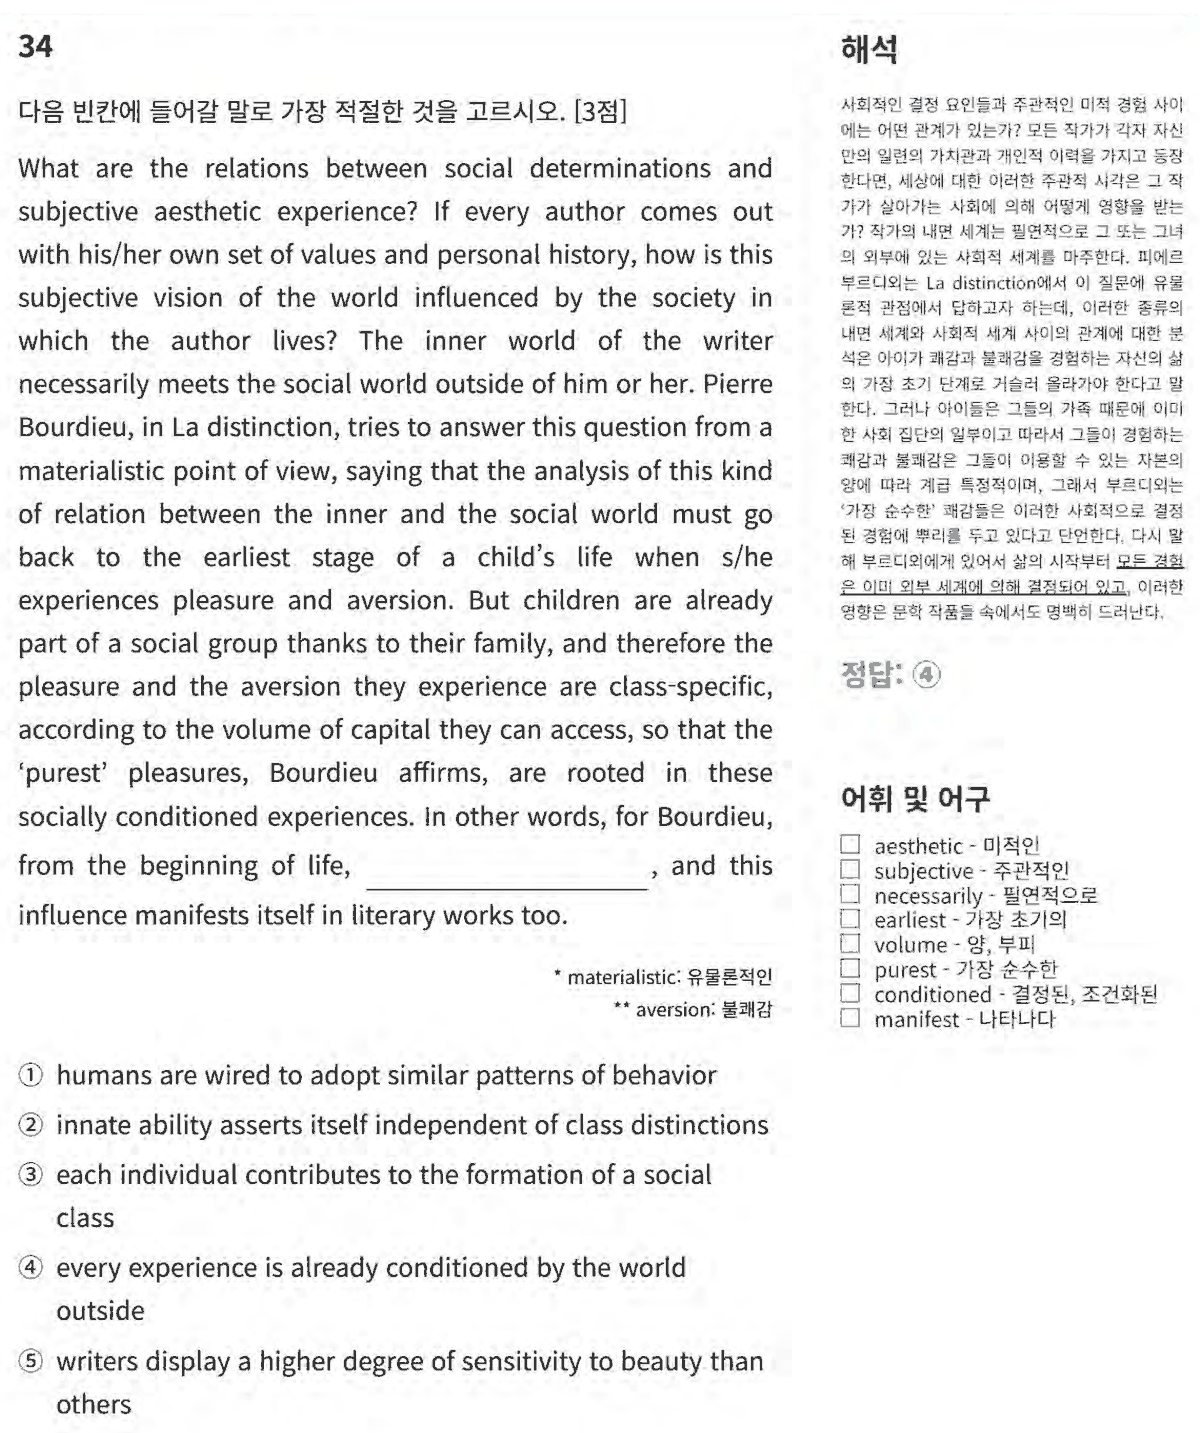 34
다음 빈칸에 들어갈 말로 가장 적절한 것을 고르시오. [3점]
What are the relations between social determinations and
subjective aesthetic experience? If every author comes out
with his/her own set of values and personal history, how is this
subjective vision of the world influenced by the society in
which the author lives? The inner world of the writer
necessarily meets the social world outside of him or her. Pierre
Bourdieu, in La distinction, tries to answer this question from a
materialistic point of view, saying that the analysis of this kind
of relation between the inner and the social world must go
back to the earliest stage of a child's life when s/he
experiences pleasure and aversion. But children are already
part of a social group thanks to their family, and therefore the
pleasure and the aversion they experience are class-specific,
according to the volume of capital they can access, so that the
‘purest’ pleasures, Bourdieu affirms, are rooted in these
socially conditioned experiences. In other words, for Bourdieu,
from the beginning of life, ____________________, and this
influence manifests itself in literary works too.
* materialistic: 유물론적인
** aversion: 불쾌감
① humans are wired to adopt similar patterns of behavior
② innate ability asserts itself independent of class distinctions
③ each individual contributes to the formation of a social
class
④ every experience is already conditioned by the world
outside
⑤ writers display a higher degree of sensitivity to beauty than
others
해석
사회적인 결정 요인들과 주관적인 미적 경험 사이
에는 어떤 관계가 있는가? 모든 작가가 각자 자신
만의 일련의 가치관과 개인적 이력을 가지고 등장
한다면, 세상에 대한 이러한 주관적 시각은 그 작
가가 살아가는 사회에 의해 어떻게 영향을 받는
가? 작가의 내면 세계는 필연적으로 그 또는 그녀
의 외부에 있는 사회적 세계를 마주한다. 피에르
부르디외는 La distinction에서 이 질문에 유물
론적 관점에서 답하고자 하는데, 이러한 종류의
내면 세계와 사회적 세계 사이의 관계에 대한 분
석은 아이가 쾌감과 불쾌감을 경험하는 자신의 삶
의 가장 초기 단계로 거슬러 올라가야 한다고 말
한다. 그러나 아이들은 그들의 가족 때문에 이미
한 사회 집단의 일부이고 따라서 그들이 경험하는
쾌감과 불쾌감은 그들이 이용할 수 있는 자본의
양에 따라 계급 특정적이며, 그래서 부르디외는
‘가장 순수한’ 쾌감들은 이러한 사회적으로 결정
된 경험에 뿌리를 두고 있다고 단언한다. 다시 말
해 부르디외에게 있어서 삶의 시작부터 모든 경험
은 이미 외부 세계에 의해 결정되어 있고, 이러한
영향은 문학 작품들 속에서도 명백히 드러난다.
정답: ④
어휘 및 어구
□ aesthetic - 미적인
□ subjective - 주관적인
□ necessarily - 필연적으로
□ earliest - 가장 초기의
□ volume - 양, 부피
□ purest - 가장 순수한
□ conditioned - 결정된, 조건화된
□ manifest - 나타나다